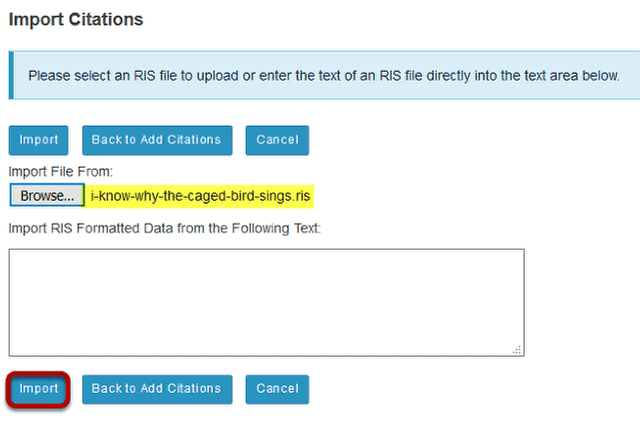 Import Citations
Please select an RIS file to upload or enter the text of an RIS file directly into the text area below.
Import Back to Add Citations Cancel
Import File From:
Browse... i-know-why-the-caged-bird-sings.ris
Import RIS Formatted Data from the Following Text:
Import Back to Add Citations Cancel